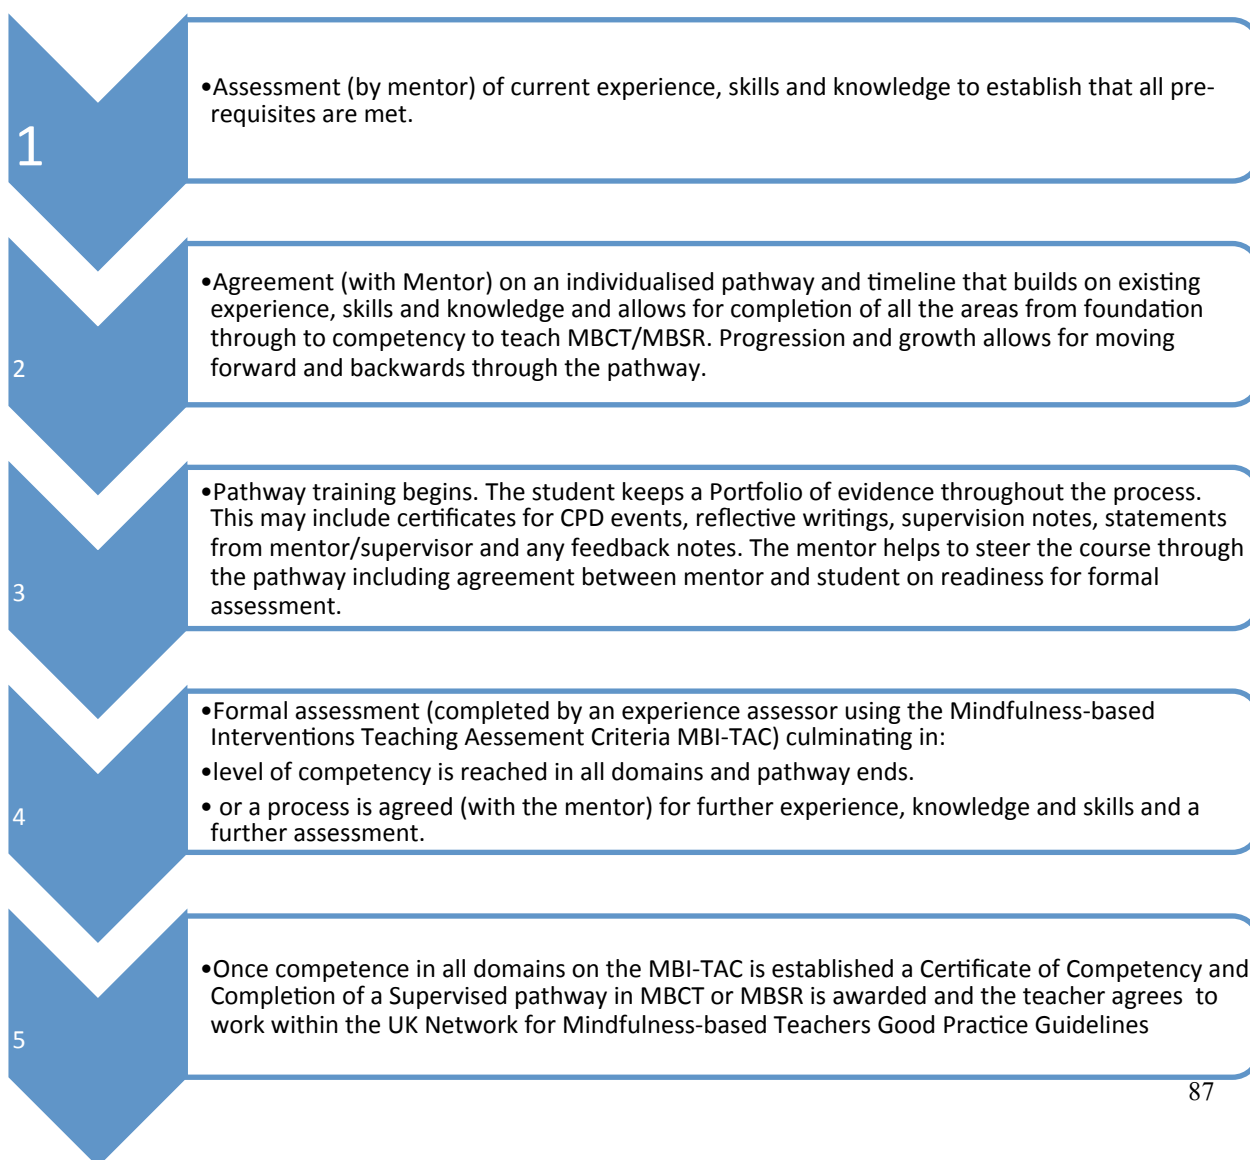 1
•Assessment (by mentor) of current experience, skills and knowledge to establish that all pre-
requisites are met.
2
•Agreement (with Mentor) on an individualised pathway and timeline that builds on existing
experience, skills and knowledge and allows for completion of all the areas from foundation
through to competency to teach MBCT/MBSR. Progression and growth allows for moving
forward and backwards through the pathway.
3
•Pathway training begins. The student keeps a Portfolio of evidence throughout the process.
This may include certificates for CPD events, reflective writings, supervision notes, statements
from mentor/supervisor and any feedback notes. The mentor helps to steer the course through
the pathway including agreement between mentor and student on readiness for formal
assessment.
4
•Formal assessment (completed by an experience assessor using the Mindfulness-based
Interventions Teaching Aessement Criteria MBI-TAC) culminating in:
•level of competency is reached in all domains and pathway ends.
• or a process is agreed (with the mentor) for further experience, knowledge and skills and a
further assessment.
5
•Once competence in all domains on the MBI-TAC is established a Certificate of Competency and
Completion of a Supervised pathway in MBCT or MBSR is awarded and the teacher agrees  to
work within the UK Network for Mindfulness-based Teachers Good Practice Guidelines
87